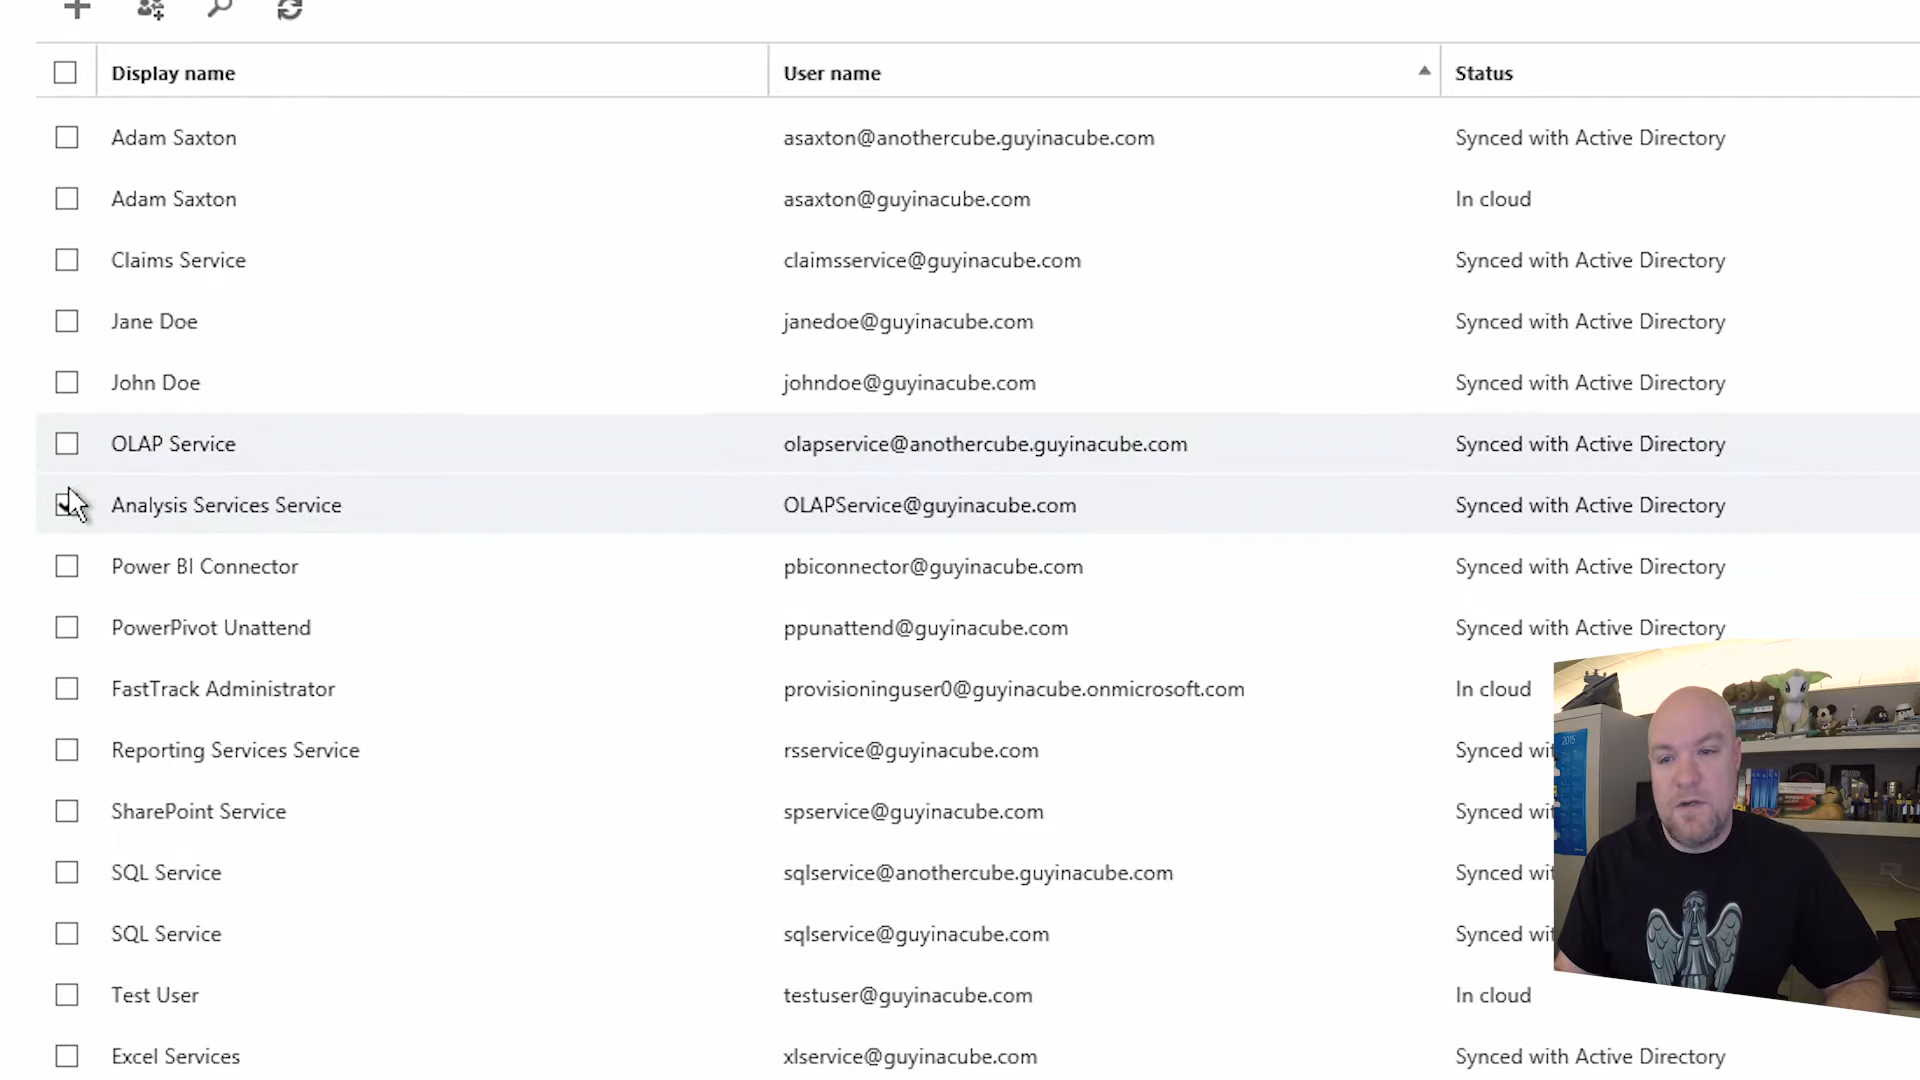 Display name User name Status
Adam Saxton asaxton@anothercube.guyinacube.com Synced with Active Directory
Adam Saxton asaxton@guyinacube.com In cloud
Claims Service claimsservice@guyinacube.com Synced with Active Directory
Jane Doe janedoe@guyinacube.com Synced with Active Directory
John Doe johndoe@guyinacube.com Synced with Active Directory
OLAP Service olapservice@anothercube.guyinacube.com Synced with Active Directory
Analysis Services Service OLAPService@guyinacube.com Synced with Active Directory
Power BI Connector pbiconnector@guyinacube.com Synced with Active Directory
PowerPivot Unattend ppunattend@guyinacube.com Synced with Active Directory
FastTrack Administrator provisioninguser0@guyinacube.onmicrosoft.com In cloud
Reporting Services Service rsservice@guyinacube.com Synced wit
SharePoint Service spservice@guyinacube.com Synced wit
SQL Service sqlservice@anothercube.guyinacube.com Synced wit
SQL Service sqlservice@guyinacube.com Synced wit
Test User testuser@guyinacube.com In cloud
Excel Services xlservice@guyinacube.com Synced with Active Directory
2015